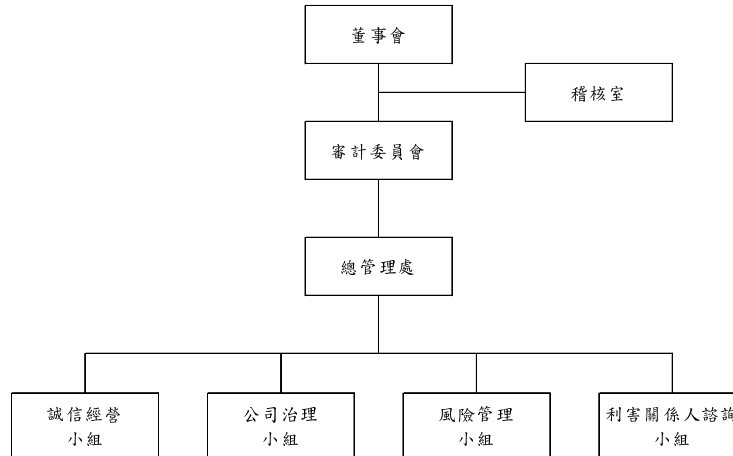 董事會
稽核室
審計委員會
總管理處
誠信經營
小組
公司治理
小組
風險管理
小組
利害關係人諮詢
小組